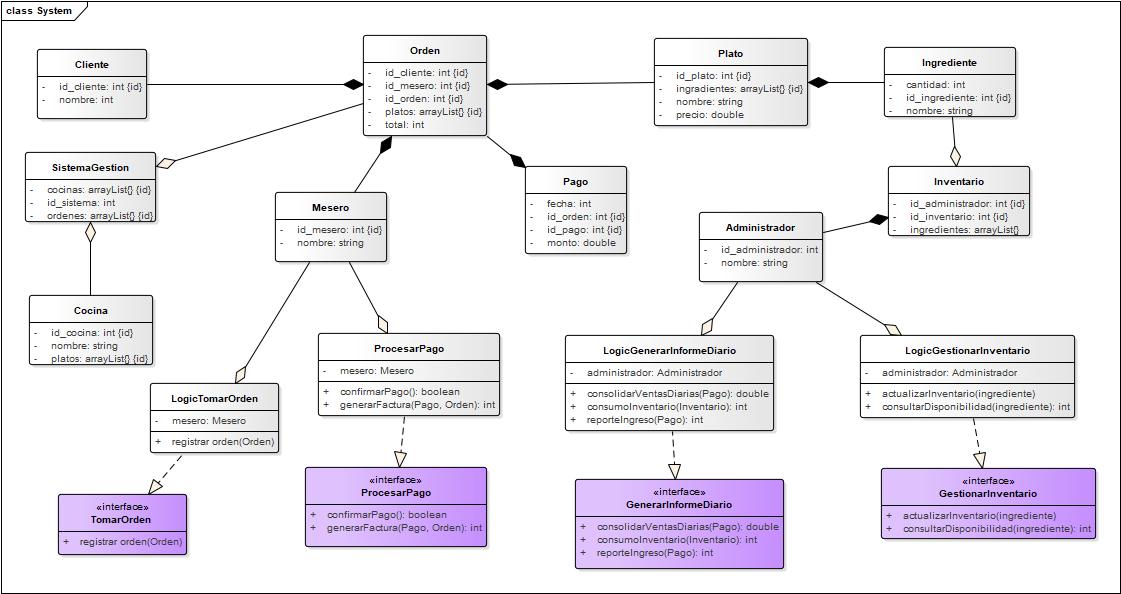 class System
Cliente
- id_cliente: int {id}
- nombre: int
Orden
- id_cliente: int {id}
- id_mesero: int {id}
- id_orden: int {id}
- platos: arrayList{} {id}
- total: int
Plato
- id_plato: int {id}
- ingradientes: arrayList{} {id}
- nombre: string
- precio: double
Ingrediente
- cantidad: int
- id_ingrediente: int {id}
- nombre: string
SistemaGestion
- cocinas: arrayList{} {id}
- id_sistema: int
- ordenes: arrayList{} {id}
Mesero
- id_mesero: int {id}
- nombre: string
Pago
- fecha: int
- id_orden: int {id}
- id_pago: int {id}
- monto: double
Administrador
- id_administrador: int
- nombre: string
Inventario
- id_administrador: int {id}
- id_inventario: int {id}
- ingredientes: arrayList{}
Cocina
- id_cocina: int {id}
- nombre: string
- platos: arrayList{} {id}
LogicTomarOrden
- mesero: Mesero
+ registrar orden(Orden)
ProcesarPago
- mesero: Mesero
+ confirmarPago(): boolean
+ generarFactura(Pago, Orden): int
LogicGenerarInformeDiario
- administrador: Administrador
+ consolidarVentasDiarias(Pago): double
+ consumoInventario(Inventario): int
+ reporteIngreso(Pago): int
LogicGestionarInventario
- administrador: Administrador
+ actualizarInventario(ingrediente)
+ consultarDisponibilidad(ingrediente): int
«interface»
TomarOrden
+ registrar orden(Orden)
«interface»
ProcesarPago
+ confirmarPago(): boolean
+ generarFactura(Pago, Orden): int
«interface»
GenerarInformeDiario
+ consolidarVentasDiarias(Pago): double
+ consumoInventario(Inventario): int
+ reporteIngreso(Pago): int
«interface»
GestionarInventario
+ actualizarInventario(ingrediente)
+ consultarDisponibilidad(ingrediente): int